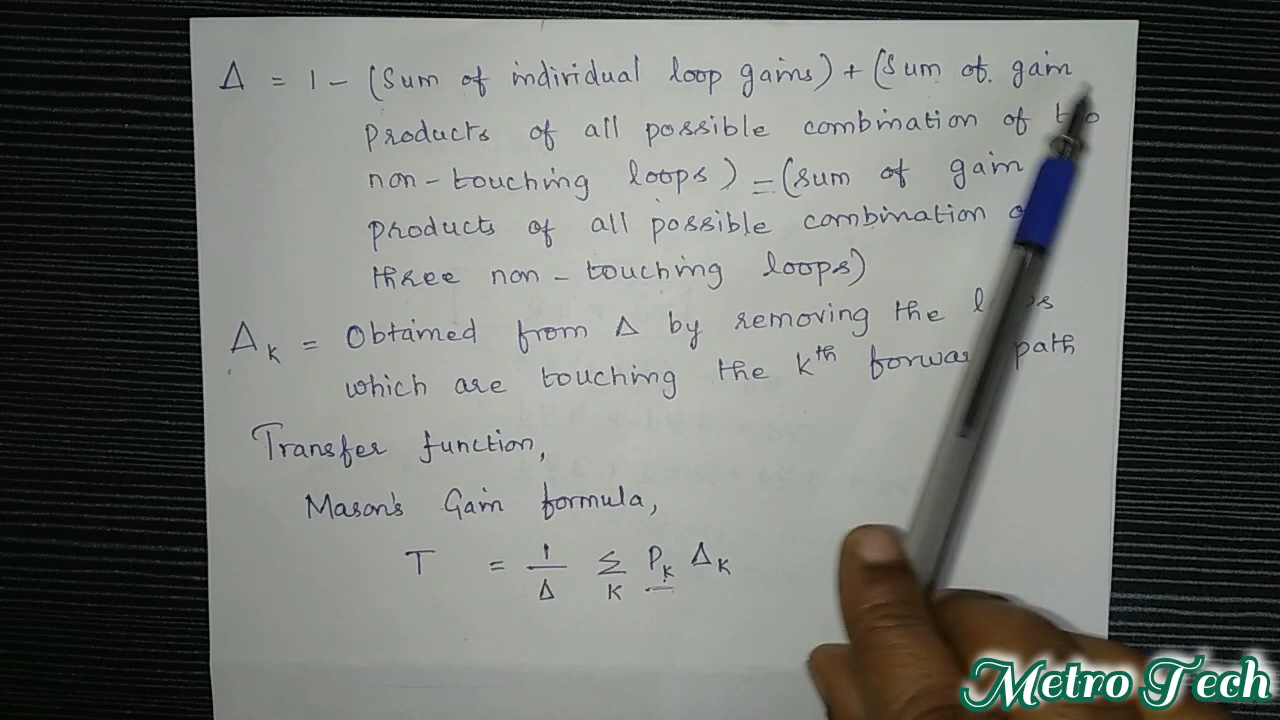 Δ = 1 - (Sum of individual loop gains) + (Sum of gain
products of all possible combination of
non-touching loops) = (sum of gain
products of all possible combination
three non-touching loops)
ΔK = Obtained from Δ by removing the
which are touching the Kth path
Transfer function,
Mason's Gain formula,
T = 1/Δ Σ K PK ΔK
Metro Tech